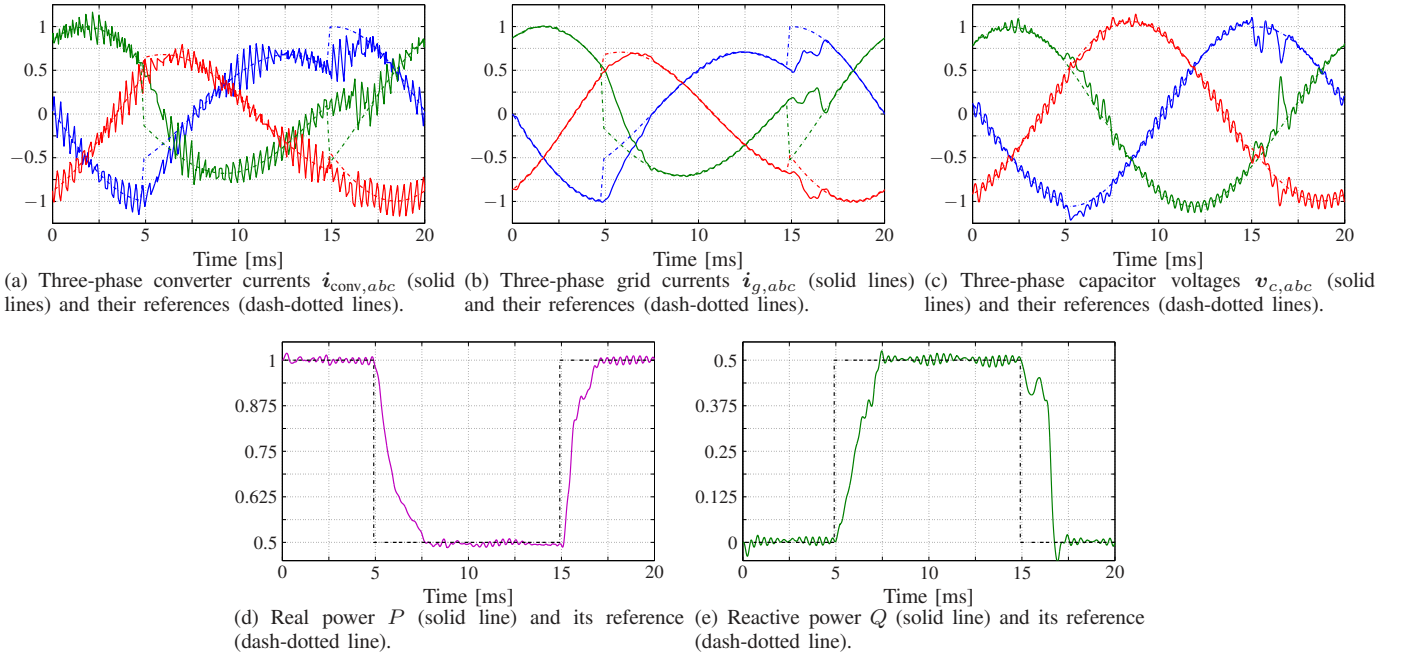 1
0.5
0
−0.5
−1
0 5 10 15 20
Time [ms]
(a) Three-phase converter currents i_conv,abc (solid
lines) and their references (dash-dotted lines).
1
0.5
0
−0.5
−1
0 5 10 15 20
Time [ms]
(b) Three-phase grid currents i_g,abc (solid lines)
and their references (dash-dotted lines).
1
0.5
0
−0.5
−1
0 5 10 15 20
Time [ms]
(c) Three-phase capacitor voltages v_c,abc (solid
lines) and their references (dash-dotted lines).
1
0.875
0.75
0.625
0.5
0 5 10 15 20
Time [ms]
(d) Real power P (solid line) and its reference
(dash-dotted line).
0.5
0.375
0.25
0.125
0
0 5 10 15 20
Time [ms]
(e) Reactive power Q (solid line) and its reference
(dash-dotted line).